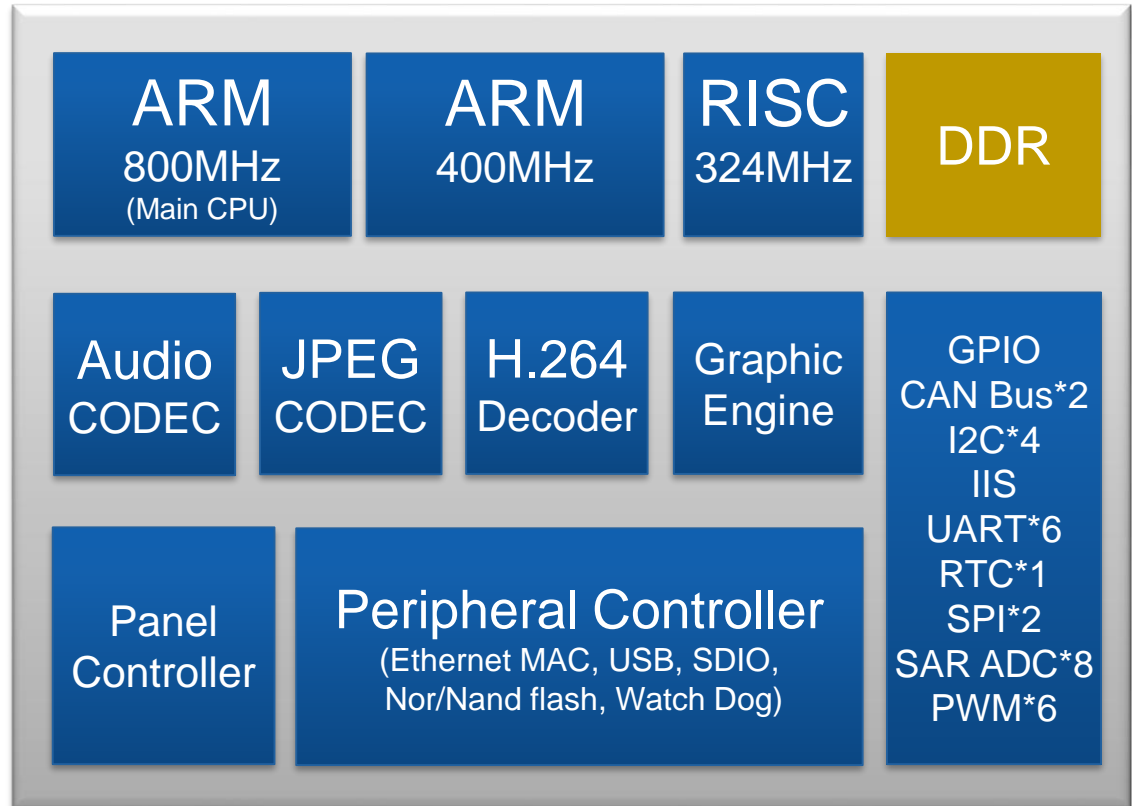 ARM
800MHz
(Main CPU)
ARM
400MHz
RISC
324MHz
DDR
Audio
CODEC
JPEG
CODEC
H.264
Decoder
Graphic
Engine
GPIO
CAN Bus*2
I2C*4
IIS
UART*6
RTC*1
SPI*2
SAR ADC*8
PWM*6
Panel
Controller
Peripheral Controller
(Ethernet MAC, USB, SDIO,
Nor/Nand flash, Watch Dog)